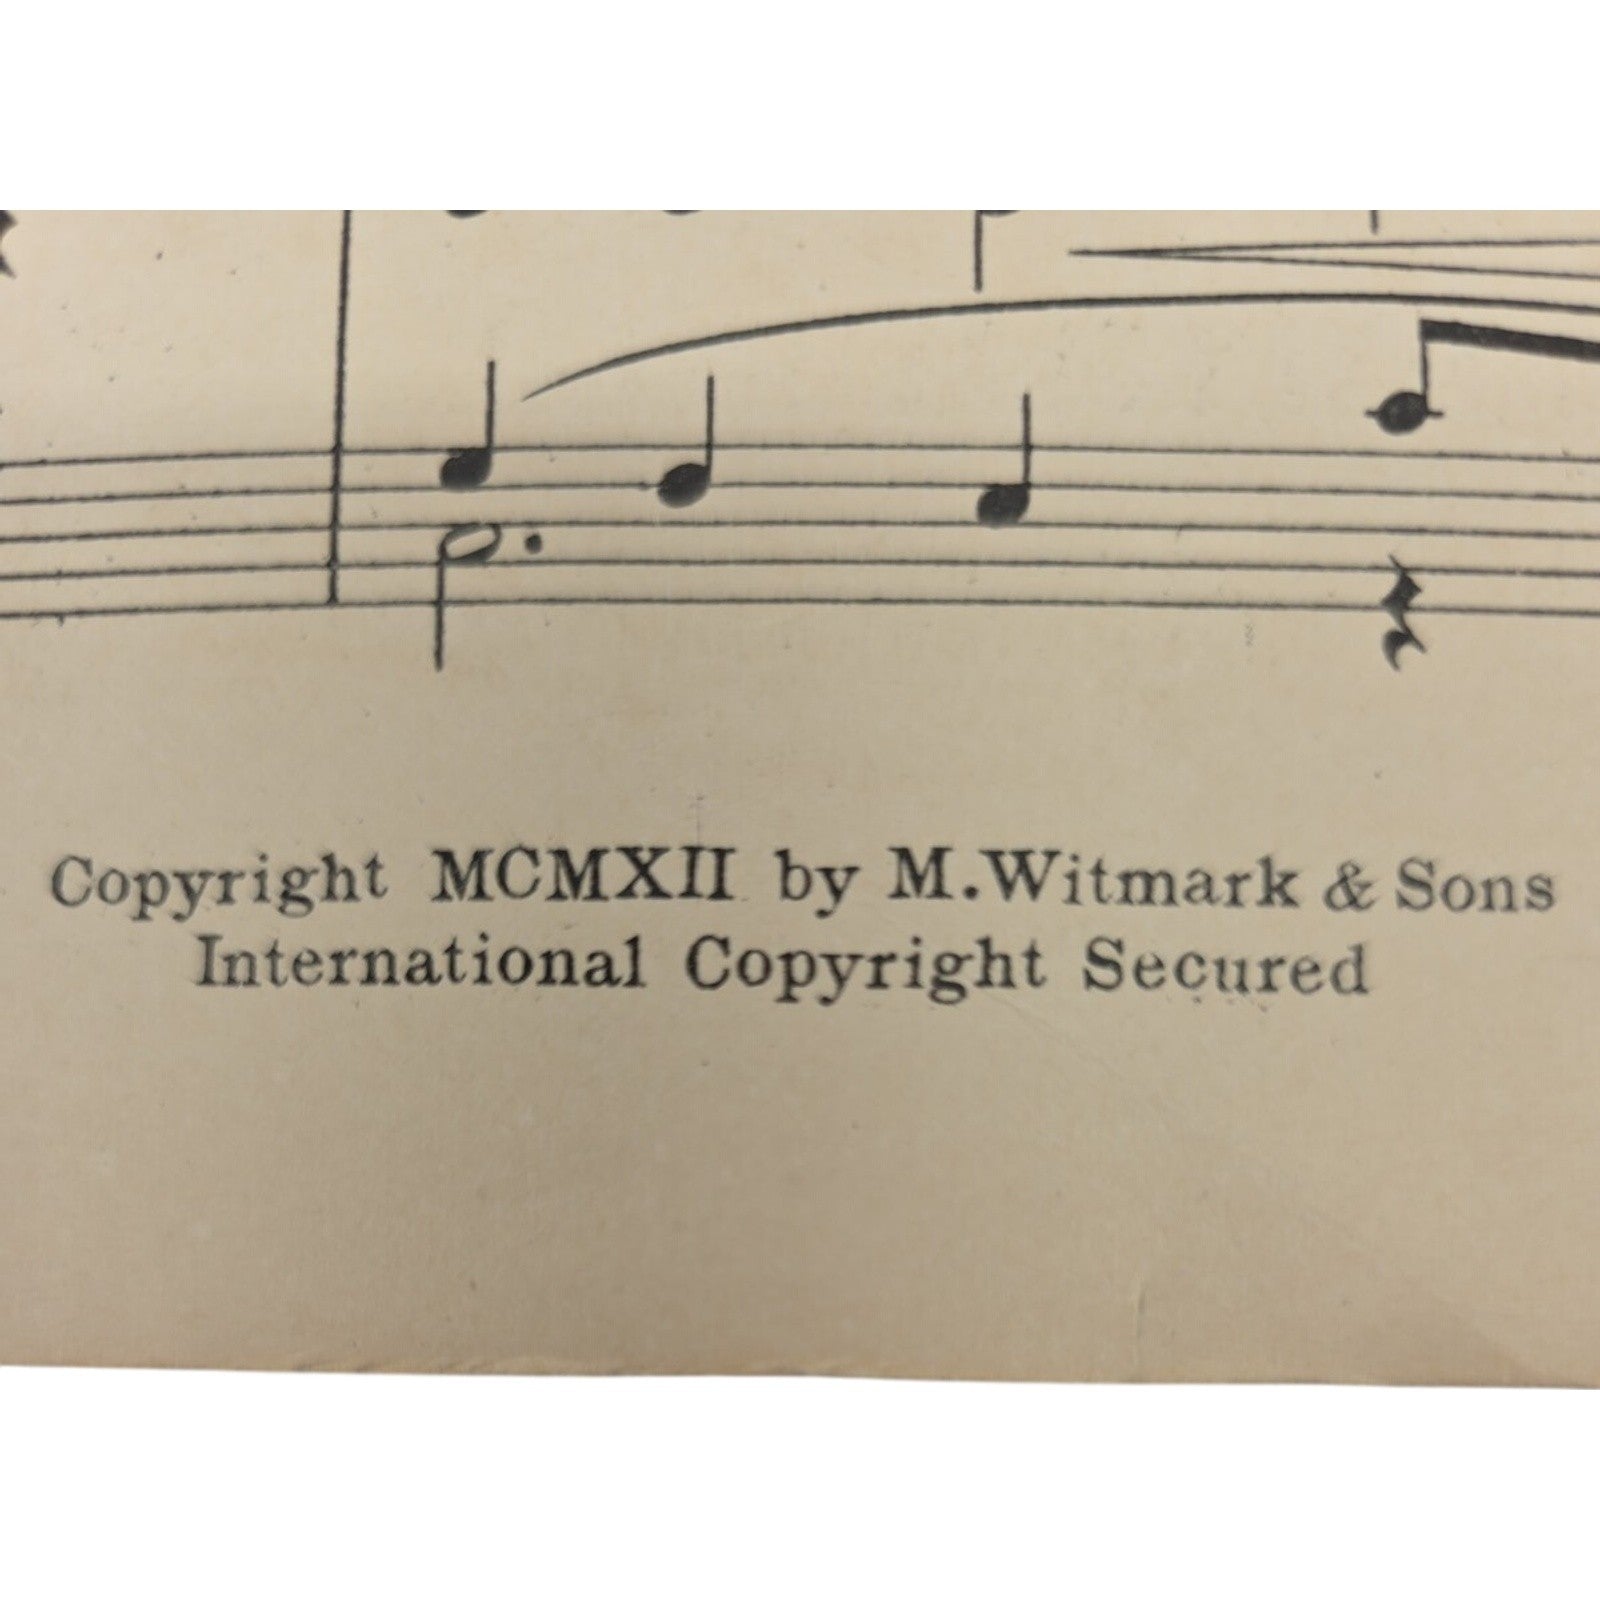 Copyright MCMXII by M. Witmark & Sons
International Copyright Secured